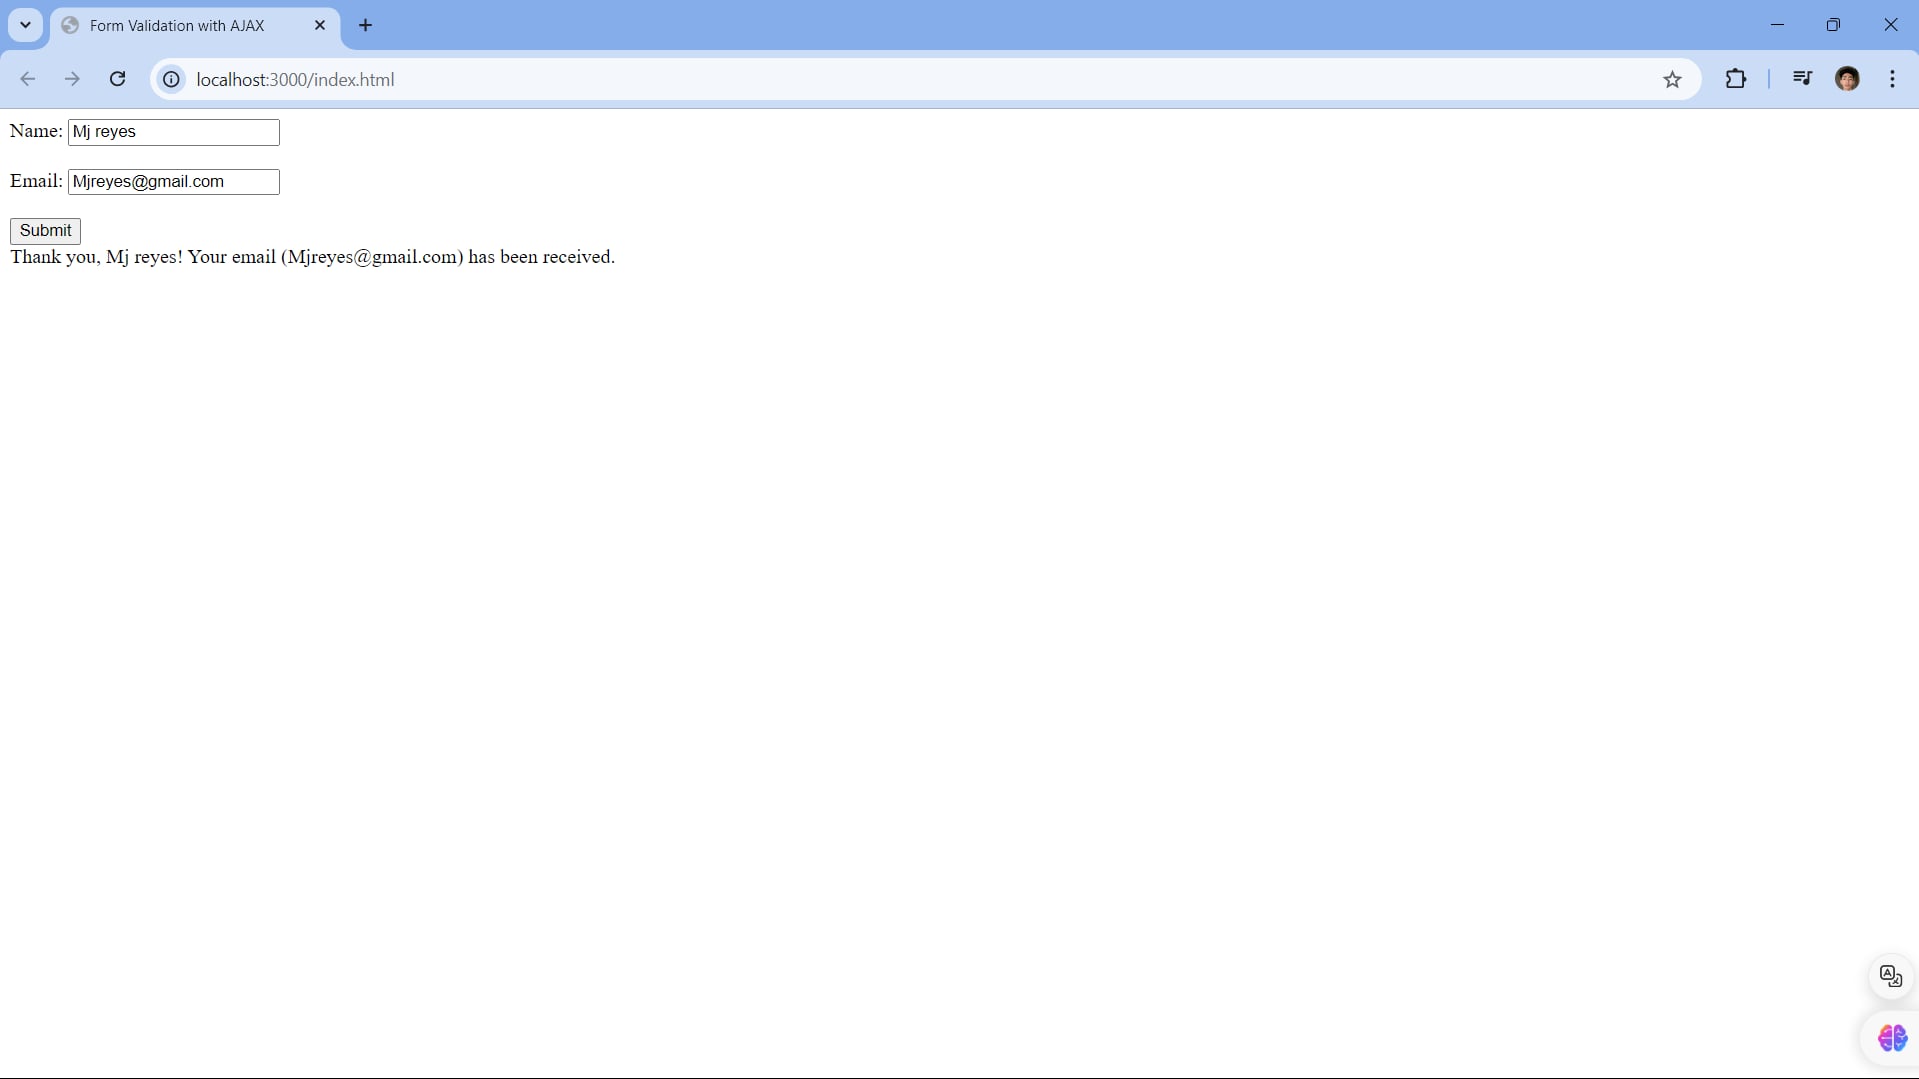 Form Validation with AJAX
localhost:3000/index.html
Name: Mj reyes
Email: Mjreyes@gmail.com
Submit
Thank you, Mj reyes! Your email (Mjreyes@gmail.com) has been received.